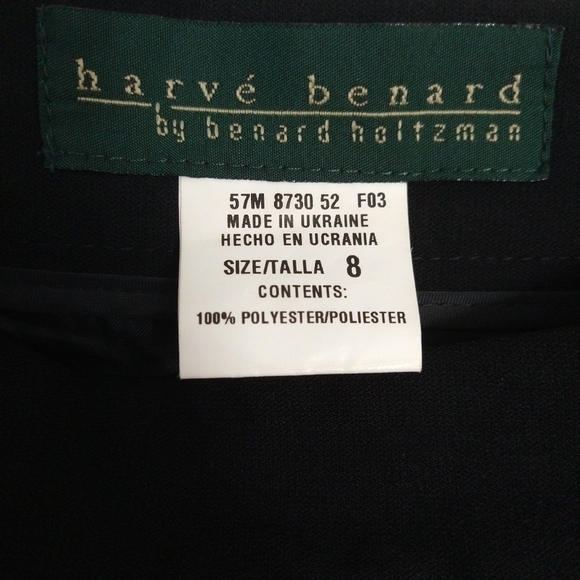 harvé benard
by benard holtzman
57M 8730 52 F03
MADE IN UKRAINE
HECHO EN UCRANIA
SIZE/TALLA 8
CONTENTS:
100% POLYESTER/POLIESTER